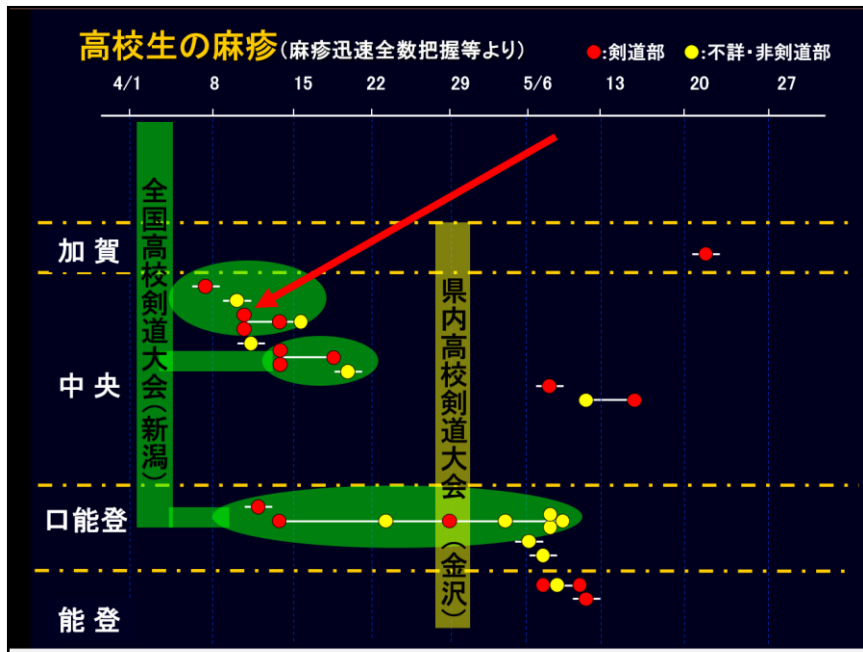 高校生の麻疹(麻疹迅速全数把握等より) ●:剣道部 ●:不詳・非剣道部
4/1 8 15 22 29 5/6 13 20 27
全国高校剣道大会(新潟)
県内高校剣道大会(金沢)
加賀
中央
口能登
能登